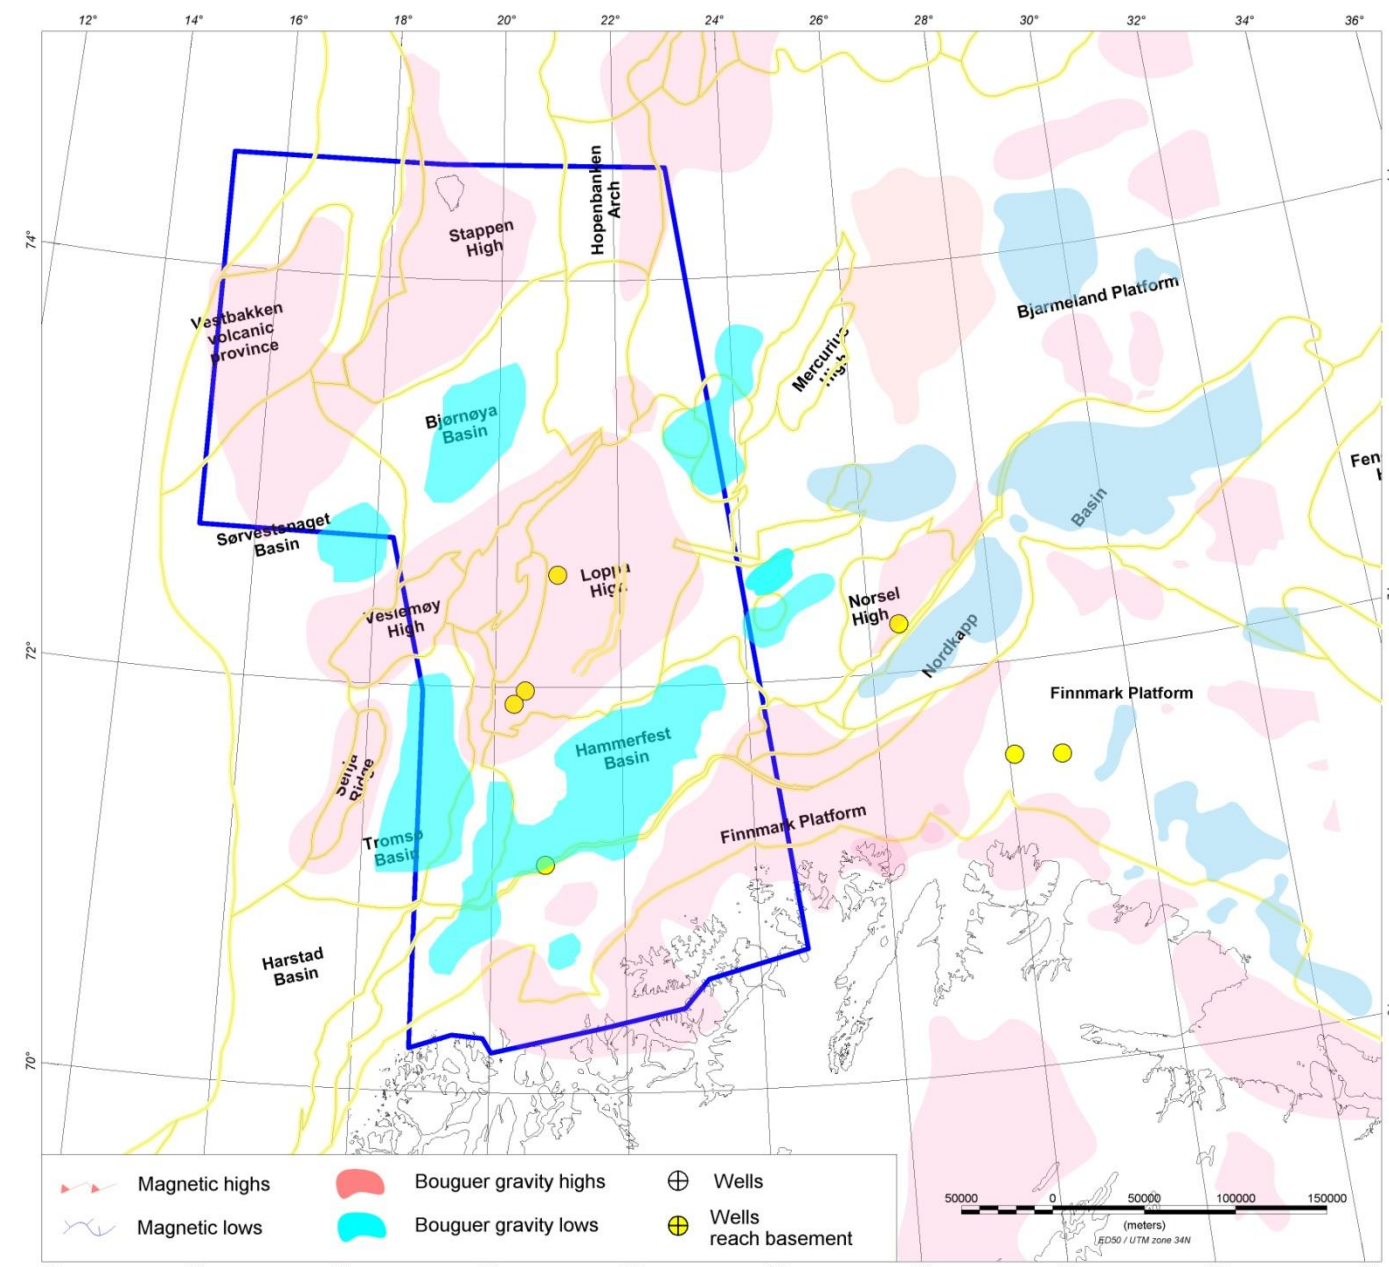 12° 14° 16° 18° 20° 22° 24° 26° 28° 30° 32° 34° 36°
74°
72°
70°
Stappen
High
Hopenbanken
Arch
Vestbakken
volcanic
province
Bjørnøya
Basin
Mercurius
High
Bjarmeland Platform
Sørvestsnaget
Basin
Basin
Veslemøy
High
Loppa
High
Norsel
High
Nordkapp
Finnmark Platform
Senja
Ridge
Hammerfest
Basin
Tromsø
Basin
Finnmark Platform
Harstad
Basin
Magnetic highs
Magnetic lows
Bouguer gravity highs
Bouguer gravity lows
Wells
Wells
reach basement
50000 0 50000 100000 150000
(meters)
ED50 / UTM zone 34N